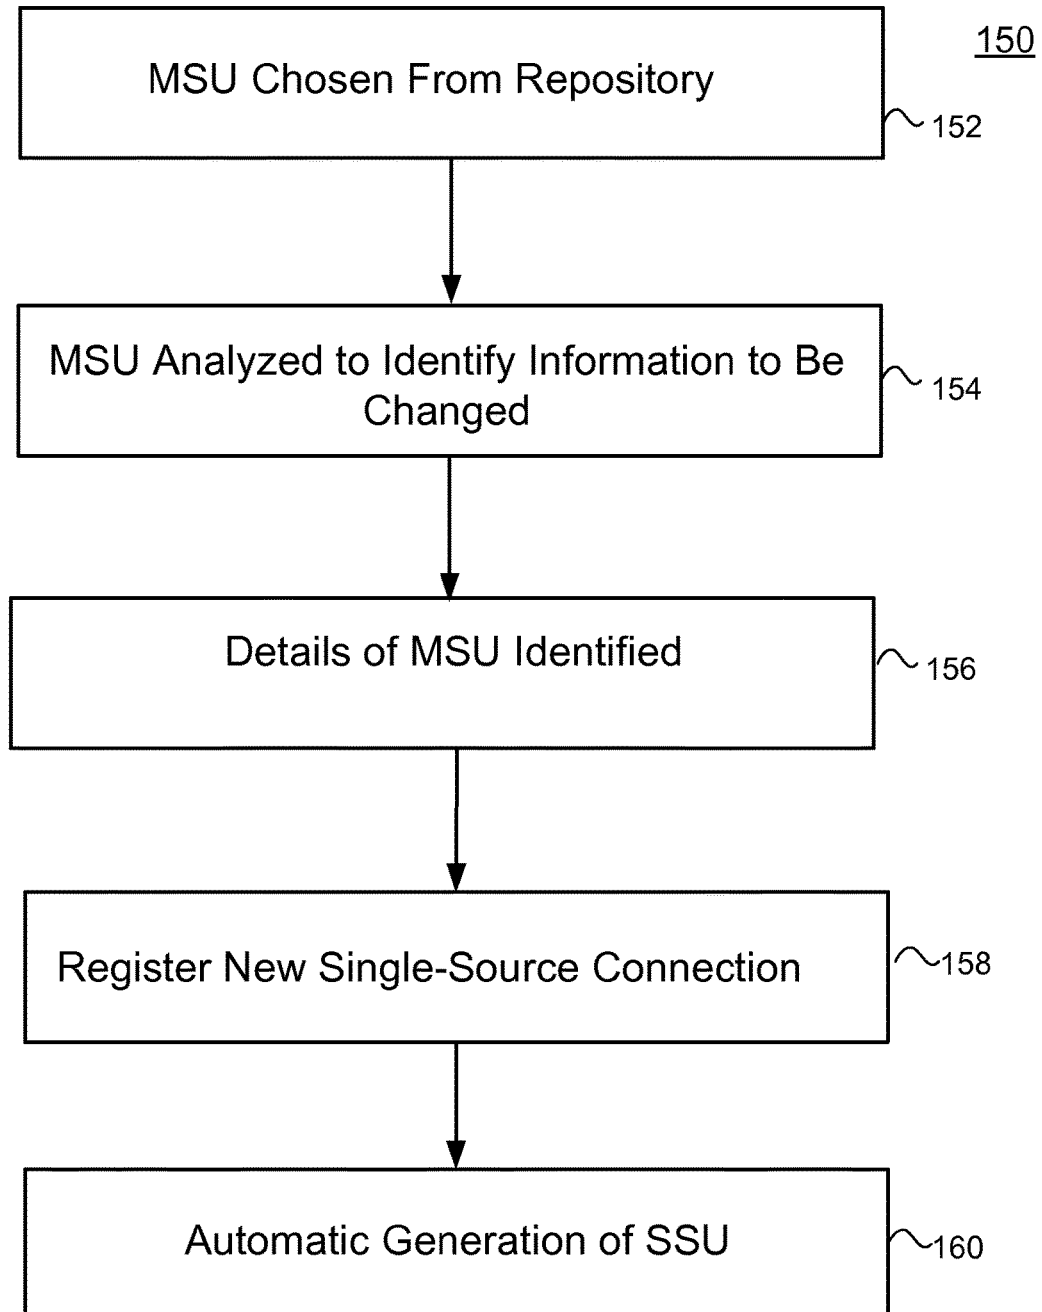 150
MSU Chosen From Repository
152
MSU Analyzed to Identify Information to Be
Changed
154
Details of MSU Identified
156
Register New Single-Source Connection
158
Automatic Generation of SSU
160